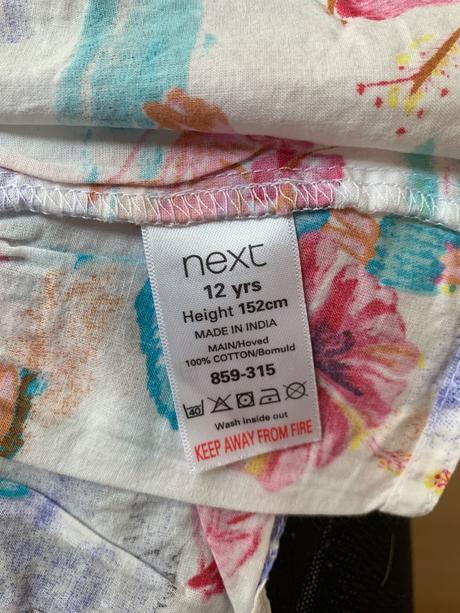 next
12 yrs
Height 152cm
MADE IN INDIA
MAIN/Hoved
100% COTTON/Bomuld
859-315
40
Wash inside out
KEEP AWAY FROM FIRE